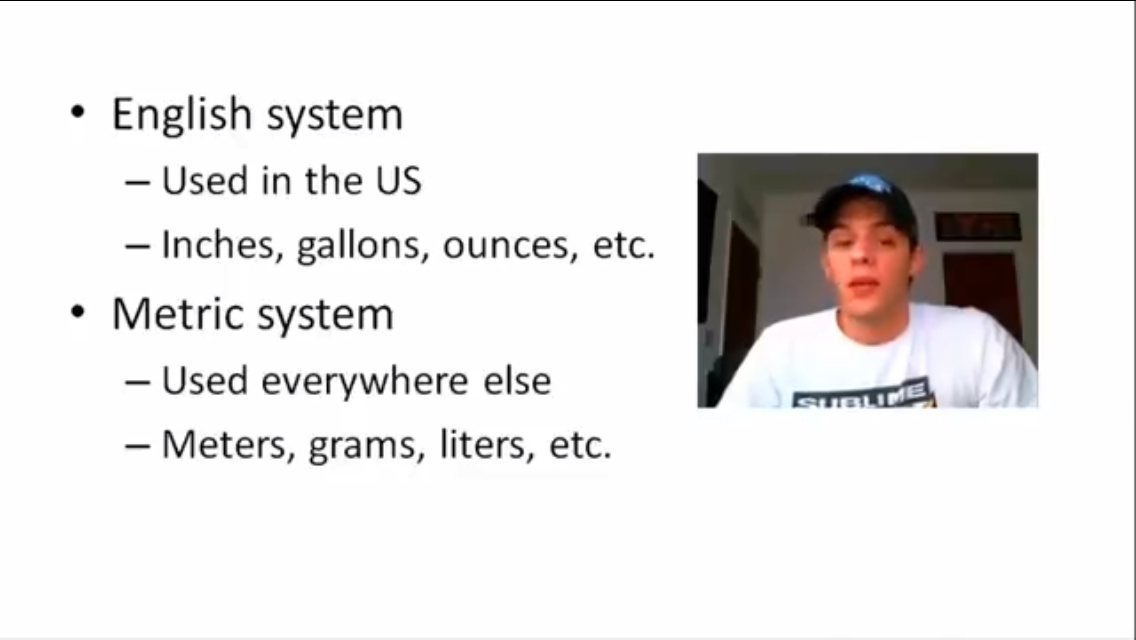 • English system
– Used in the US
– Inches, gallons, ounces, etc.
• Metric system
– Used everywhere else
– Meters, grams, liters, etc.
SUBLIME